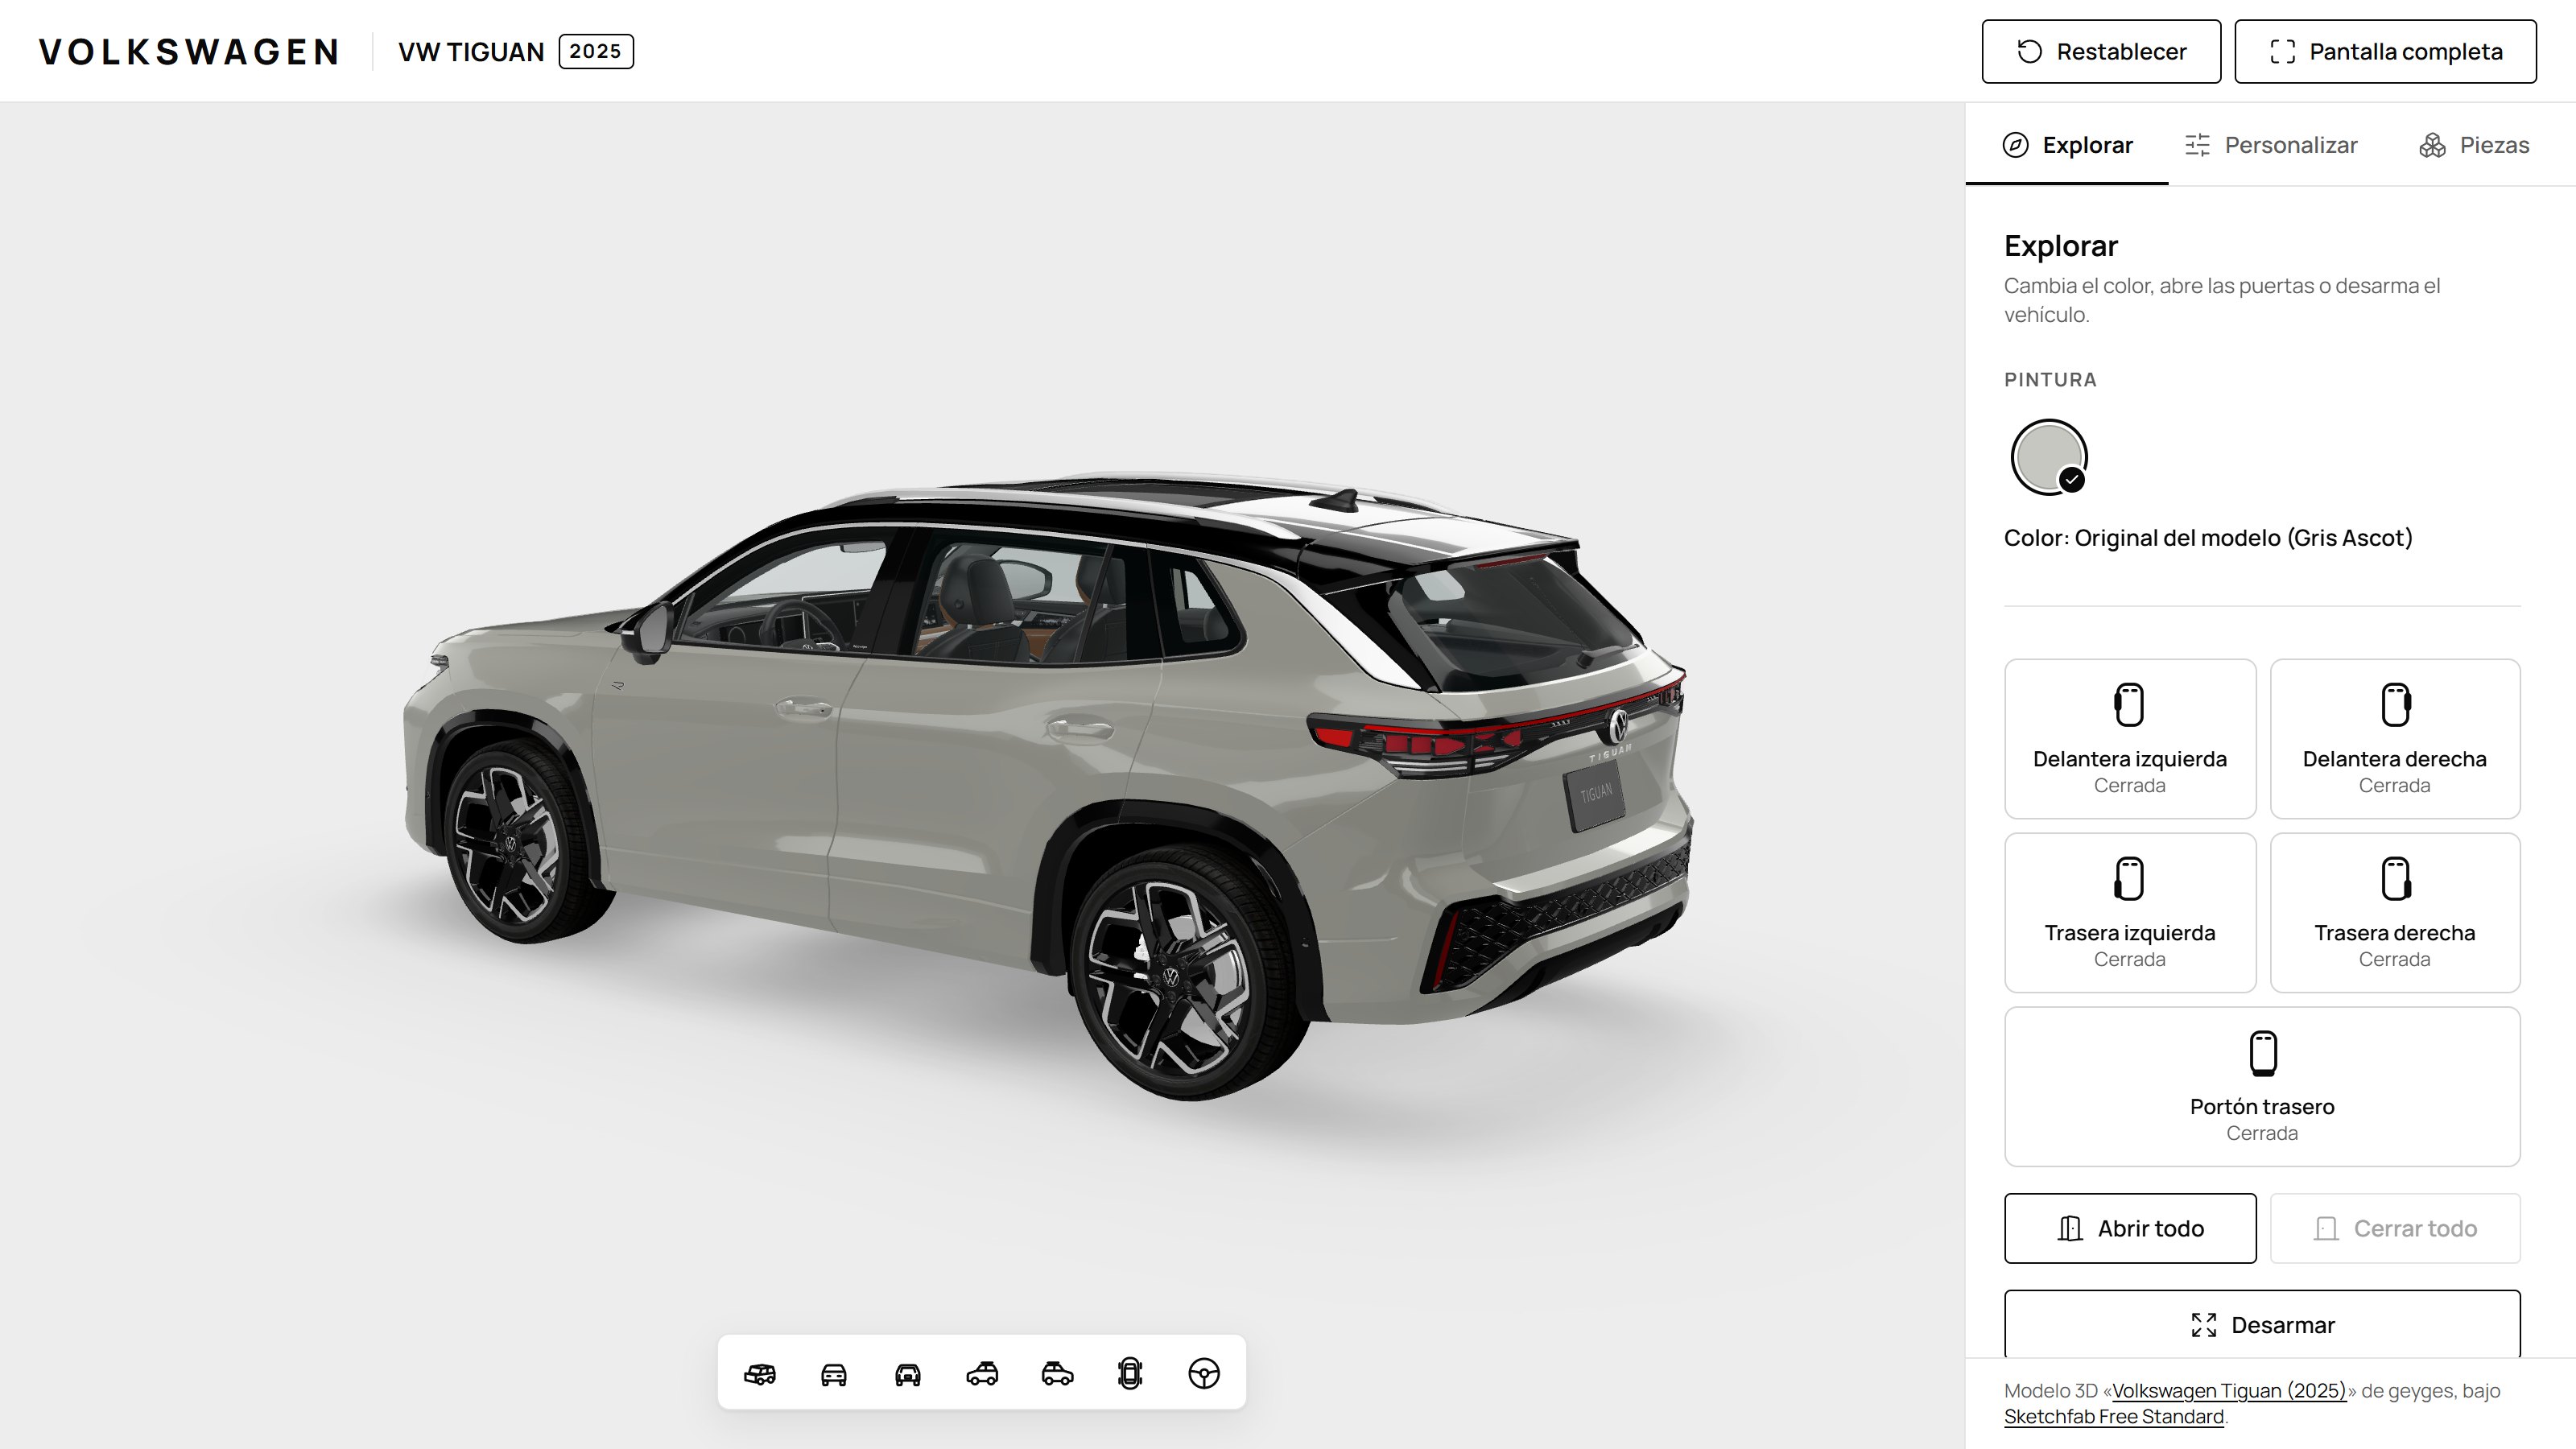 VOLKSWAGEN
VW TIGUAN 2025
Restablecer
Pantalla completa
Explorar
Personalizar
Piezas
Explorar
Cambia el color, abre las puertas o desarma el
vehículo.
PINTURA
Color: Original del modelo (Gris Ascot)
Delantera izquierda
Cerrada
Delantera derecha
Cerrada
Trasera izquierda
Cerrada
Trasera derecha
Cerrada
Portón trasero
Cerrada
Abrir todo
Cerrar todo
Desarmar
Modelo 3D «Volkswagen Tiguan (2025)» de geyges, bajo
Sketchfab Free Standard.
TIGUAN
TIGUAN